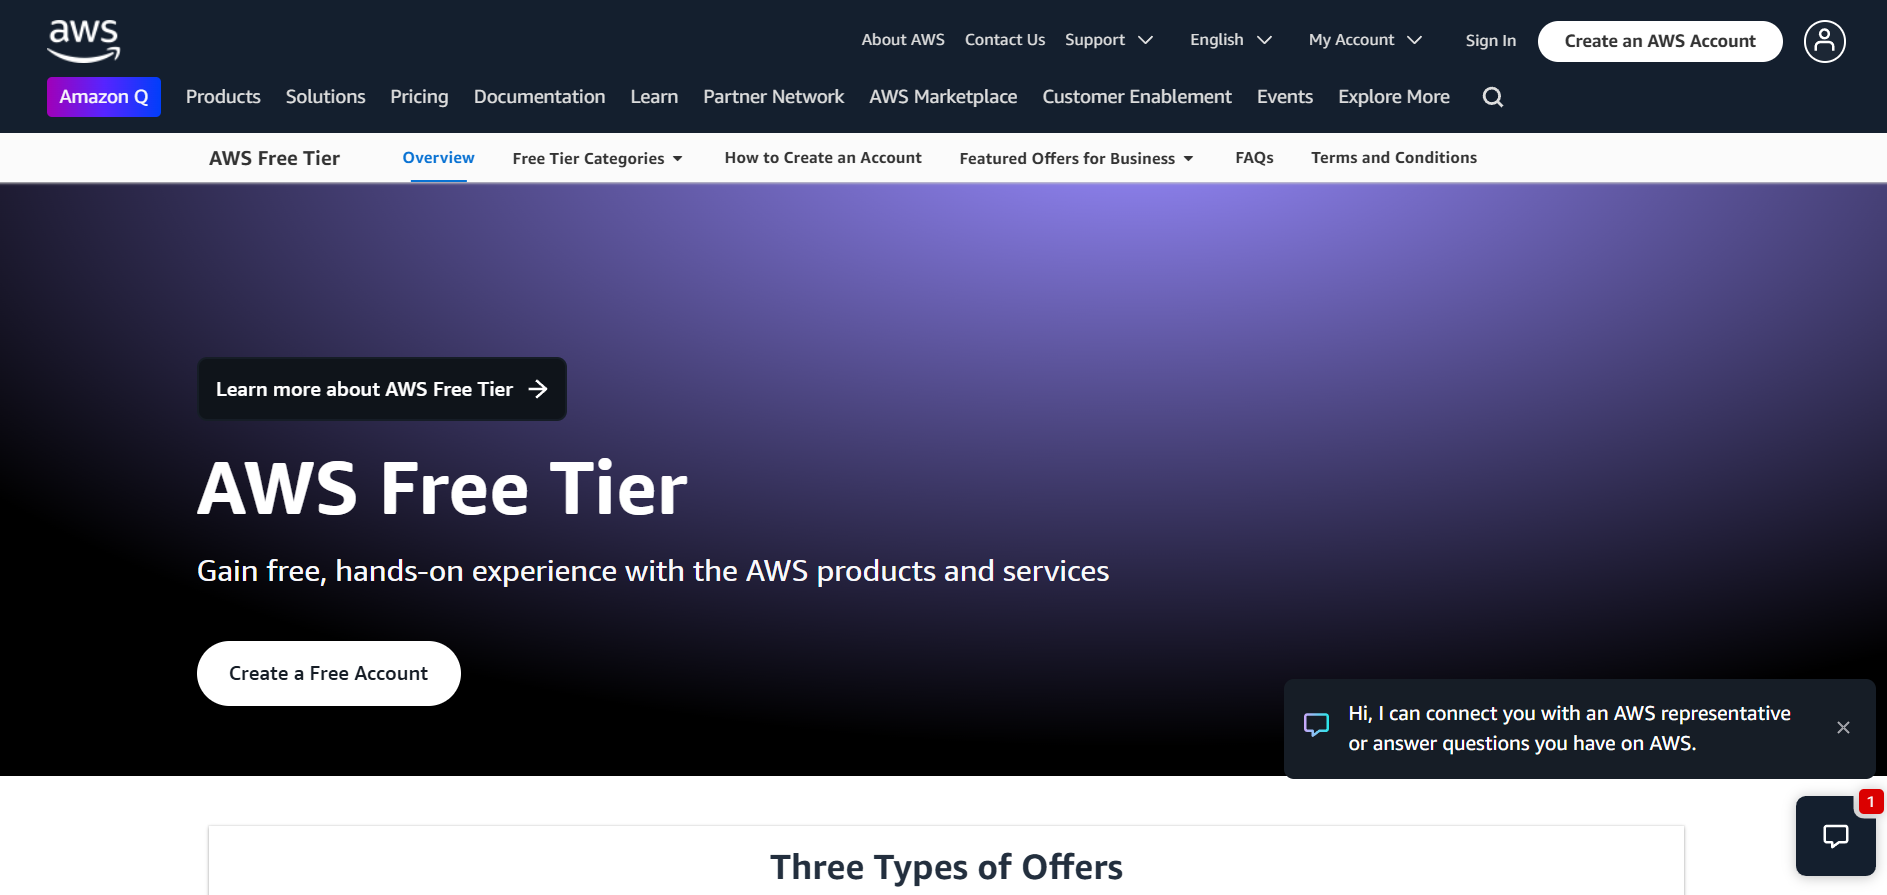 aws
About AWS Contact Us Support English My Account Sign In Create an AWS Account
Amazon Q Products Solutions Pricing Documentation Learn Partner Network AWS Marketplace Customer Enablement Events Explore More
AWS Free Tier Overview Free Tier Categories How to Create an Account Featured Offers for Business FAQs Terms and Conditions
Learn more about AWS Free Tier
AWS Free Tier
Gain free, hands-on experience with the AWS products and services
Create a Free Account
Hi, I can connect you with an AWS representative
or answer questions you have on AWS.
1
Three Types of Offers